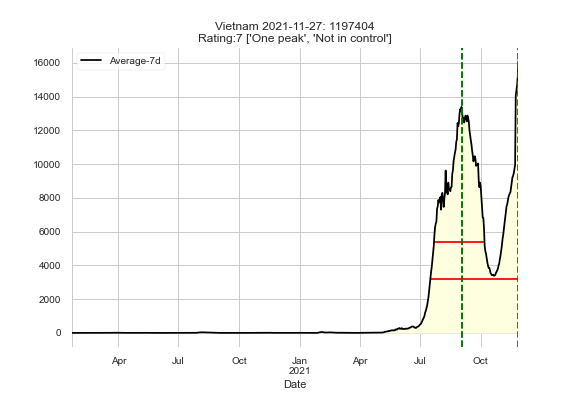 Vietnam 2021-11-27: 1197404
Rating:7 ['One peak', 'Not in control']
Average-7d
16000
14000
12000
10000
8000
6000
4000
2000
0
Apr
Jul
Oct
Jan
2021
Apr
Jul
Oct
Date